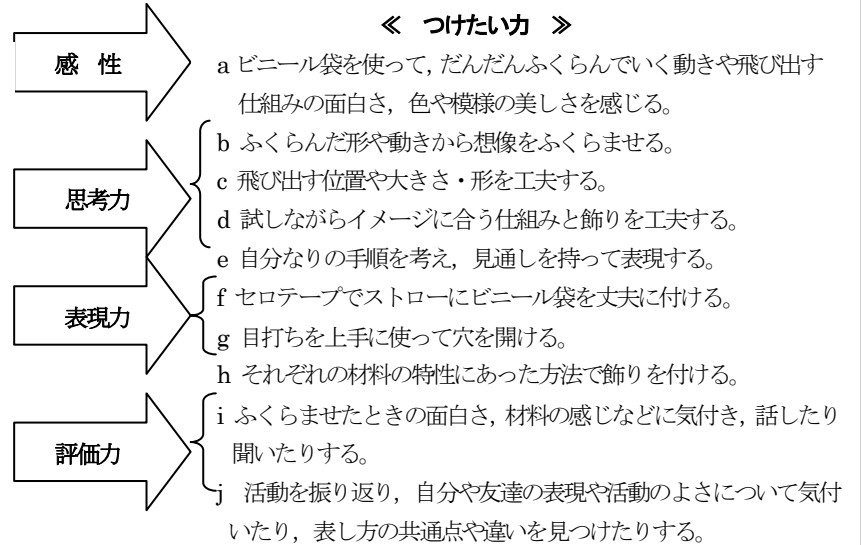 ≪ つけたい力 ≫
感 性
a ビニール袋を使って，だんだんふくらんでいく動きや飛び出す
仕組みの面白さ，色や模様の美しさを感じる。
思考力
b ふくらんだ形や動きから想像をふくらませる。
c 飛び出す位置や大きさ・形を工夫する。
d 試しながらイメージに合う仕組みと飾りを工夫する。
e 自分なりの手順を考え，見通しを持って表現する。
表現力
f セロテープでストローにビニール袋を丈夫に付ける。
g 目打ちを上手に使って穴を開ける。
h それぞれの材料の特性にあった方法で飾りを付ける。
評価力
i ふくらませたときの面白さ，材料の感じなどに気付き，話したり
聞いたりする。
j 活動を振り返り，自分や友達の表現や活動のよさについて気付
いたり，表し方の共通点や違いを見つけたりする。